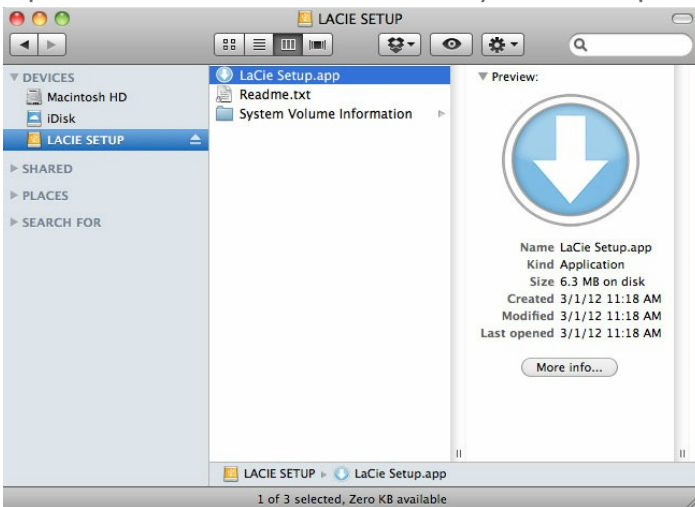 LACIE SETUP
DEVICES
Macintosh HD
iDisk
LACIE SETUP
SHARED
PLACES
SEARCH FOR
LaCie Setup.app
Readme.txt
System Volume Information
Preview:
Name LaCie Setup.app
Kind Application
Size 6.3 MB on disk
Created 3/1/12 11:18 AM
Modified 3/1/12 11:18 AM
Last opened 3/1/12 11:18 AM
More info...
LACIE SETUP LaCie Setup.app
1 of 3 selected, Zero KB available